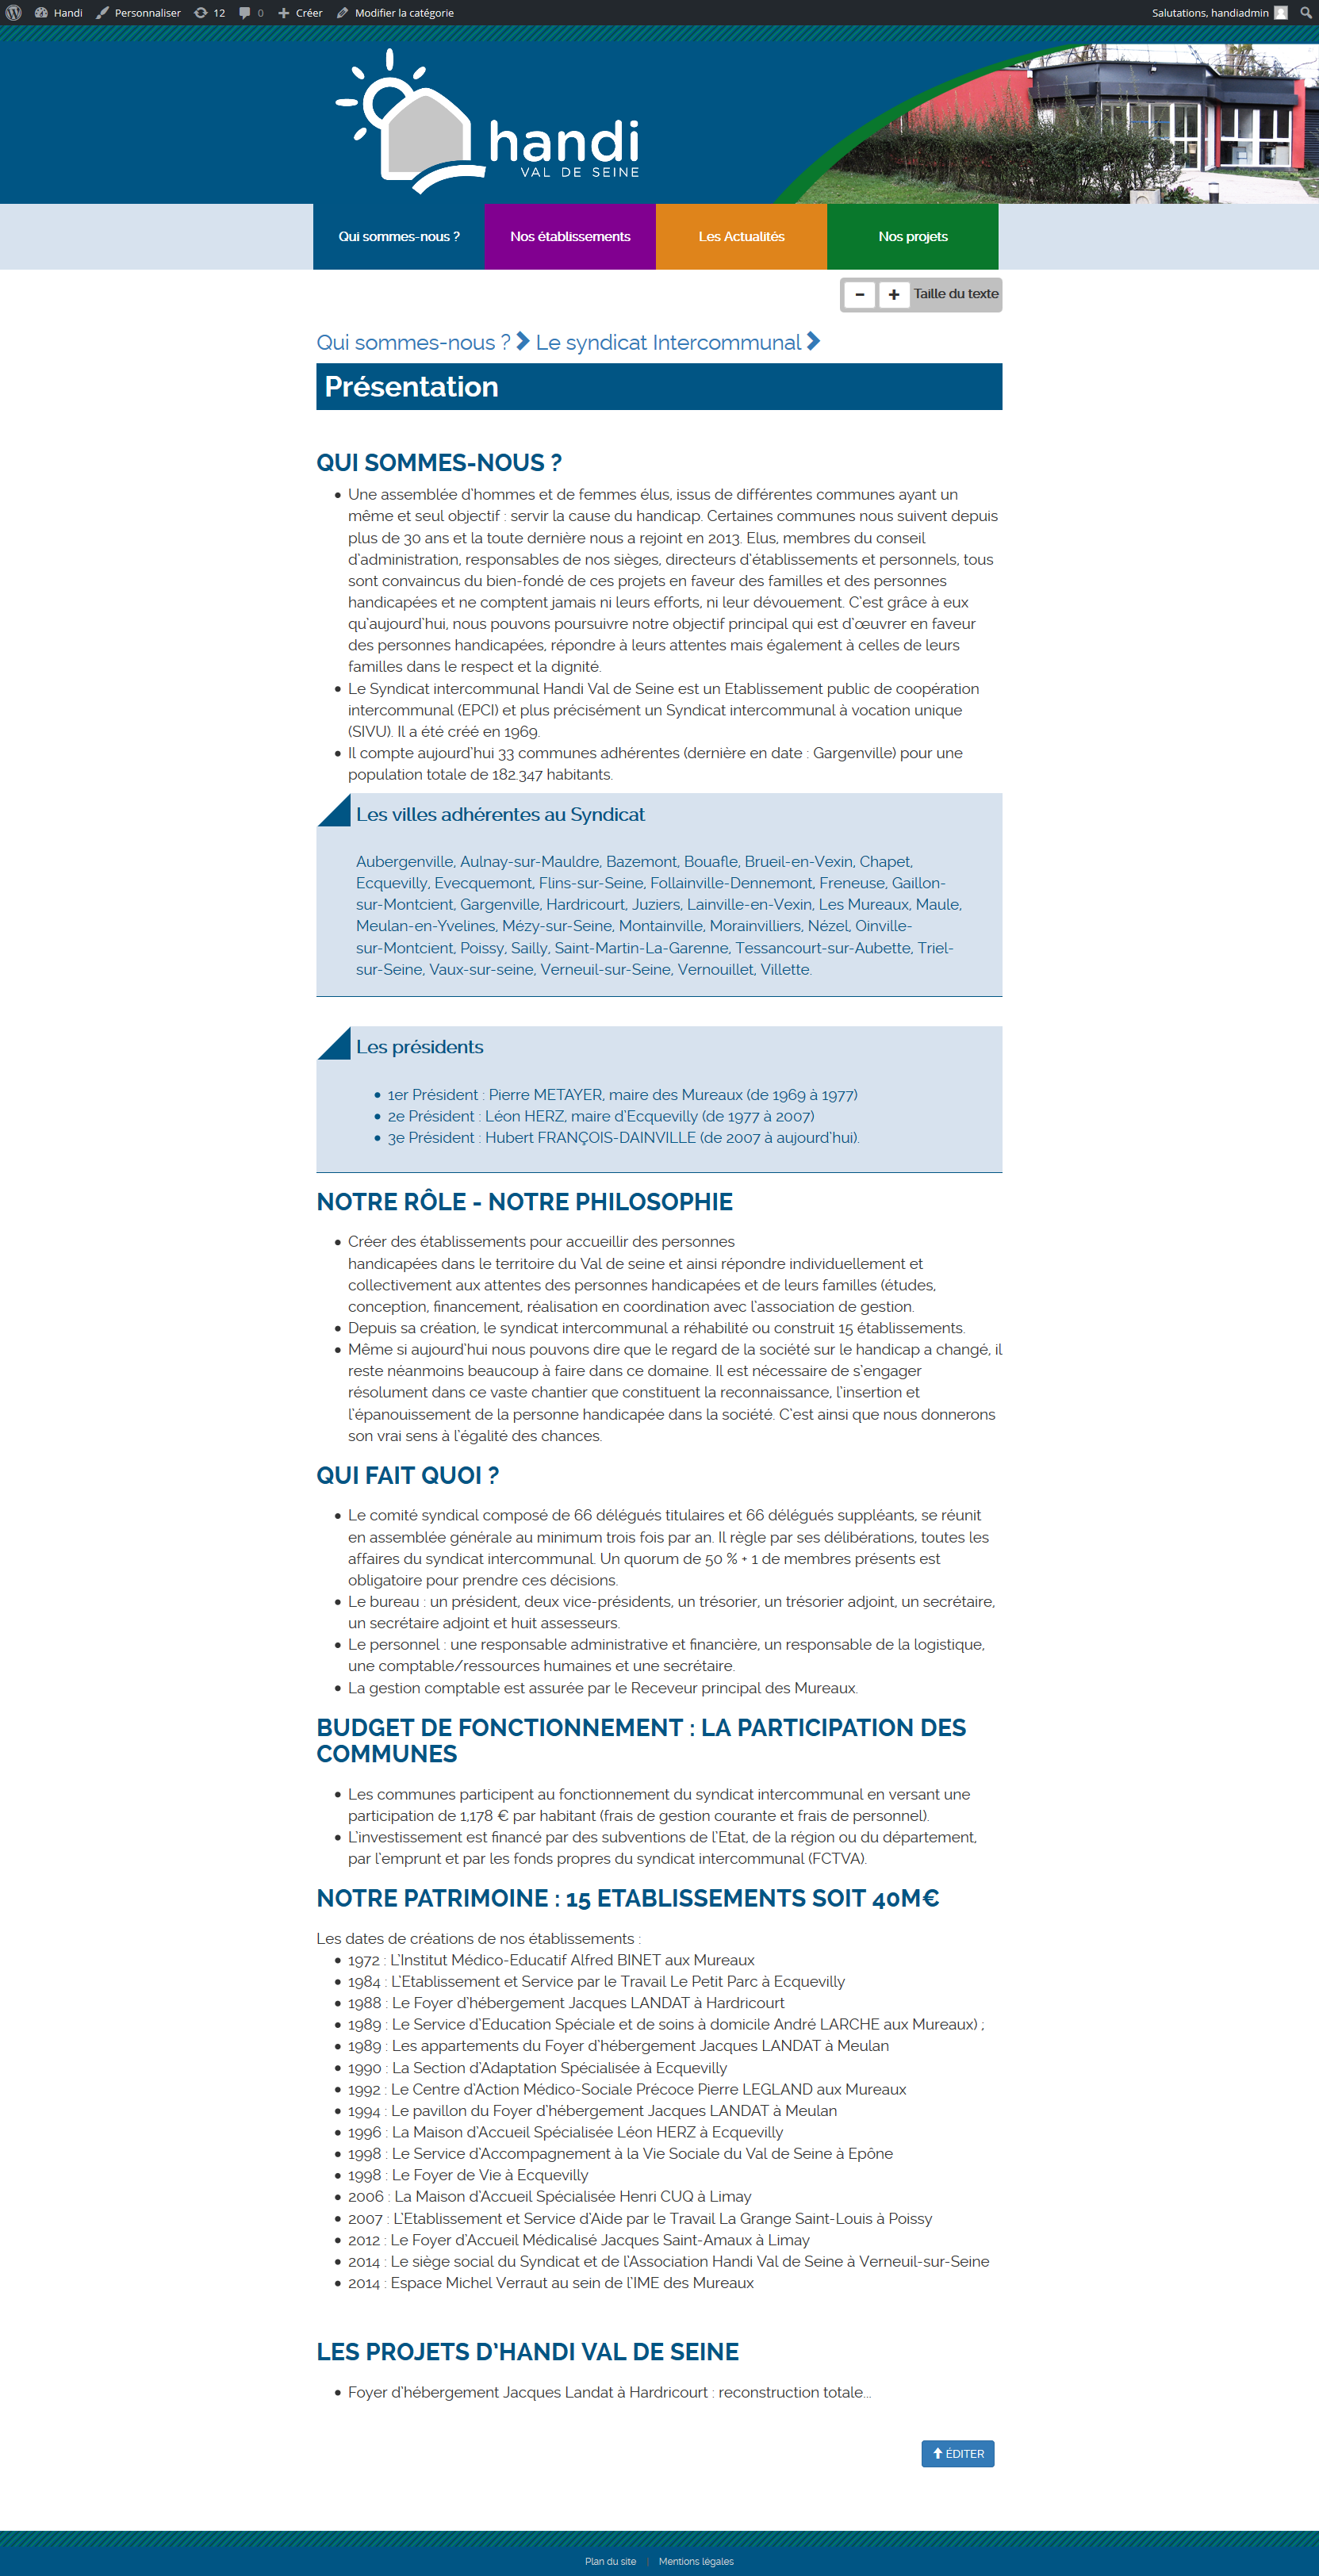 Handi Personnaliser 12 0 Créer Modifier la catégorie Salutations, handiadmin
handi
VAL DE SEINE
Qui sommes-nous ? Nos établissements Les Actualités Nos projets
− + Taille du texte
Qui sommes-nous ? Le syndicat Intercommunal
Présentation
QUI SOMMES-NOUS ?
Une assemblée d'hommes et de femmes élus, issus de différentes communes ayant un
même et seul objectif : servir la cause du handicap. Certaines communes nous suivent depuis
plus de 30 ans et la toute dernière nous a rejoint en 2013. Elus, membres du conseil
d'administration, responsables de nos sièges, directeurs d'établissements et personnels, tous
sont convaincus du bien-fondé de ces projets en faveur des familles et des personnes
handicapées et ne comptent jamais ni leurs efforts, ni leur dévouement. C'est grâce à eux
qu'aujourd'hui, nous pouvons poursuivre notre objectif principal qui est d'œuvrer en faveur
des personnes handicapées, répondre à leurs attentes mais également à celles de leurs
familles dans le respect et la dignité.
Le Syndicat intercommunal Handi Val de Seine est un Etablissement public de coopération
intercommunal (EPCI) et plus précisément un Syndicat intercommunal à vocation unique
(SIVU). Il a été créé en 1969.
Il compte aujourd'hui 33 communes adhérentes (dernière en date : Gargenville) pour une
population totale de 182.347 habitants.
Les villes adhérentes au Syndicat
Aubergenville, Aulnay-sur-Mauldre, Bazemont, Bouafle, Brueil-en-Vexin, Chapet,
Ecquevilly, Evecquemont, Flins-sur-Seine, Follainville-Dennemont, Freneuse, Gaillon-
sur-Montcient, Gargenville, Hardricourt, Juziers, Lainville-en-Vexin, Les Mureaux, Maule,
Meulan-en-Yvelines, Mézy-sur-Seine, Montainville, Morainvilliers, Nézel, Oinville-
sur-Montcient, Poissy, Sailly, Saint-Martin-La-Garenne, Tessancourt-sur-Aubette, Triel-
sur-Seine, Vaux-sur-seine, Verneuil-sur-Seine, Vernouillet, Villette.
Les présidents
1er Président : Pierre METAYER, maire des Mureaux (de 1969 à 1977)
2e Président : Léon HERZ, maire d'Ecquevilly (de 1977 à 2007)
3e Président : Hubert FRANÇOIS-DAINVILLE (de 2007 à aujourd'hui).
NOTRE RÔLE - NOTRE PHILOSOPHIE
Créer des établissements pour accueillir des personnes
handicapées dans le territoire du Val de seine et ainsi répondre individuellement et
collectivement aux attentes des personnes handicapées et de leurs familles (études,
conception, financement, réalisation en coordination avec l'association de gestion.
Depuis sa création, le syndicat intercommunal a réhabilité ou construit 15 établissements.
Même si aujourd'hui nous pouvons dire que le regard de la société sur le handicap a changé, il
reste néanmoins beaucoup à faire dans ce domaine. Il est nécessaire de s'engager
résolument dans ce vaste chantier que constituent la reconnaissance, l'insertion et
l'épanouissement de la personne handicapée dans la société. C'est ainsi que nous donnerons
son vrai sens à l'égalité des chances.
QUI FAIT QUOI ?
Le comité syndical composé de 66 délégués titulaires et 66 délégués suppléants, se réunit
en assemblée générale au minimum trois fois par an. Il règle par ses délibérations, toutes les
affaires du syndicat intercommunal. Un quorum de 50 % + 1 de membres présents est
obligatoire pour prendre ces décisions.
Le bureau : un président, deux vice-présidents, un trésorier, un trésorier adjoint, un secrétaire,
un secrétaire adjoint et huit assesseurs.
Le personnel : une responsable administrative et financière, un responsable de la logistique,
une comptable/ressources humaines et une secrétaire.
La gestion comptable est assurée par le Receveur principal des Mureaux.
BUDGET DE FONCTIONNEMENT : LA PARTICIPATION DES
COMMUNES
Les communes participent au fonctionnement du syndicat intercommunal en versant une
participation de 1,178 € par habitant (frais de gestion courante et frais de personnel).
L'investissement est financé par des subventions de l'Etat, de la région ou du département,
par l'emprunt et par les fonds propres du syndicat intercommunal (FCTVA).
NOTRE PATRIMOINE : 15 ETABLISSEMENTS SOIT 40M€
Les dates de créations de nos établissements :
1972 : L'Institut Médico-Educatif Alfred BINET aux Mureaux
1984 : L'Etablissement et Service par le Travail Le Petit Parc à Ecquevilly
1988 : Le Foyer d'hébergement Jacques LANDAT à Hardricourt
1989 : Le Service d'Education Spéciale et de soins à domicile André LARCHE aux Mureaux) ;
1989 : Les appartements du Foyer d'hébergement Jacques LANDAT à Meulan
1990 : La Section d'Adaptation Spécialisée à Ecquevilly
1992 : Le Centre d'Action Médico-Sociale Précoce Pierre LEGLAND aux Mureaux
1994 : Le pavillon du Foyer d'hébergement Jacques LANDAT à Meulan
1996 : La Maison d'Accueil Spécialisée Léon HERZ à Ecquevilly
1998 : Le Service d'Accompagnement à la Vie Sociale du Val de Seine à Epône
1998 : Le Foyer de Vie à Ecquevilly
2006 : La Maison d'Accueil Spécialisée Henri CUQ à Limay
2007 : L'Etablissement et Service d'Aide par le Travail La Grange Saint-Louis à Poissy
2012 : Le Foyer d'Accueil Médicalisé Jacques Saint-Amaux à Limay
2014 : Le siège social du Syndicat et de l'Association Handi Val de Seine à Verneuil-sur-Seine
2014 : Espace Michel Verraut au sein de l'IME des Mureaux
LES PROJETS D'HANDI VAL DE SEINE
Foyer d'hébergement Jacques Landat à Hardricourt : reconstruction totale...
ÉDITER
Plan du site | Mentions légales